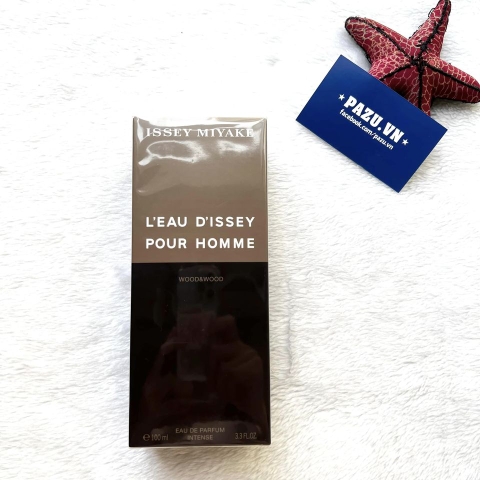 ISSEY MIYAKE
L'EAU D'ISSEY
POUR HOMME
WOOD&WOOD
EAU DE PARFUM
INTENSE
℮ 100 ml
3.3 FL.OZ.
★ PAZU.VN ★
facebook.com/pazu.vn